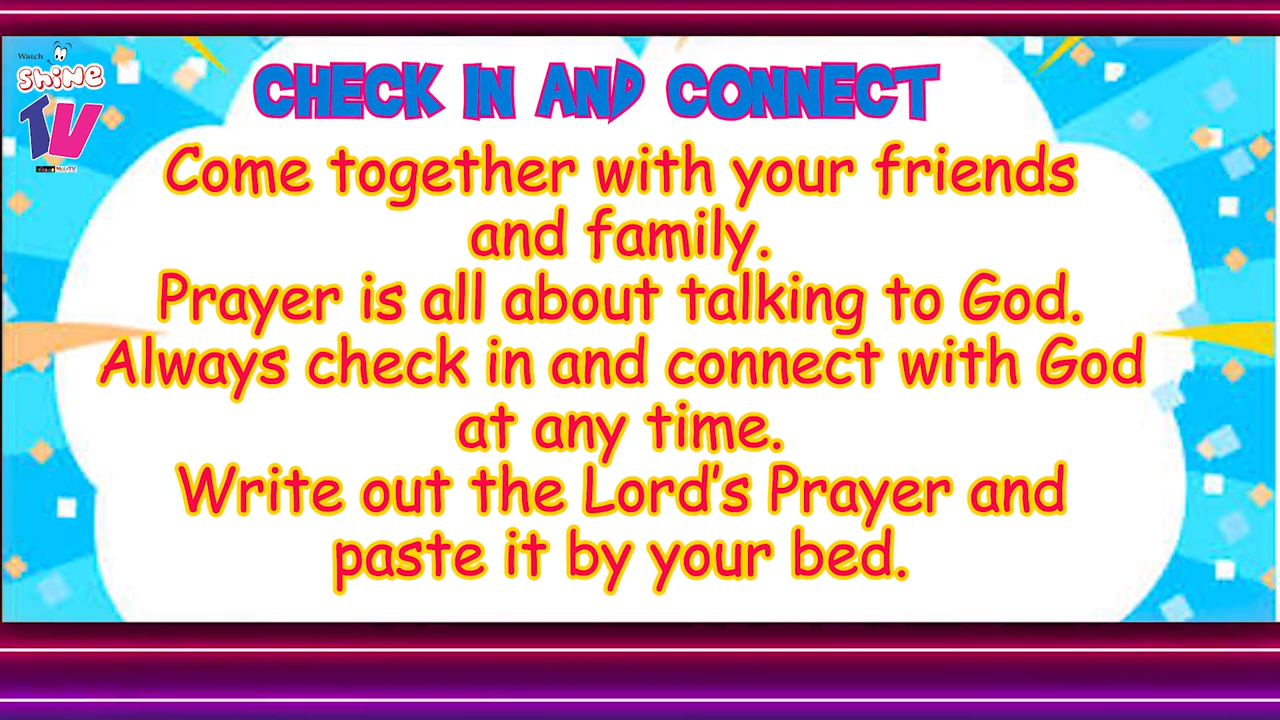 Watch
SHINE
TV
CHECK IN AND CONNECT
Come together with your friends
and family.
Prayer is all about talking to God.
Always check in and connect with God
at any time.
Write out the Lord's Prayer and
paste it by your bed.